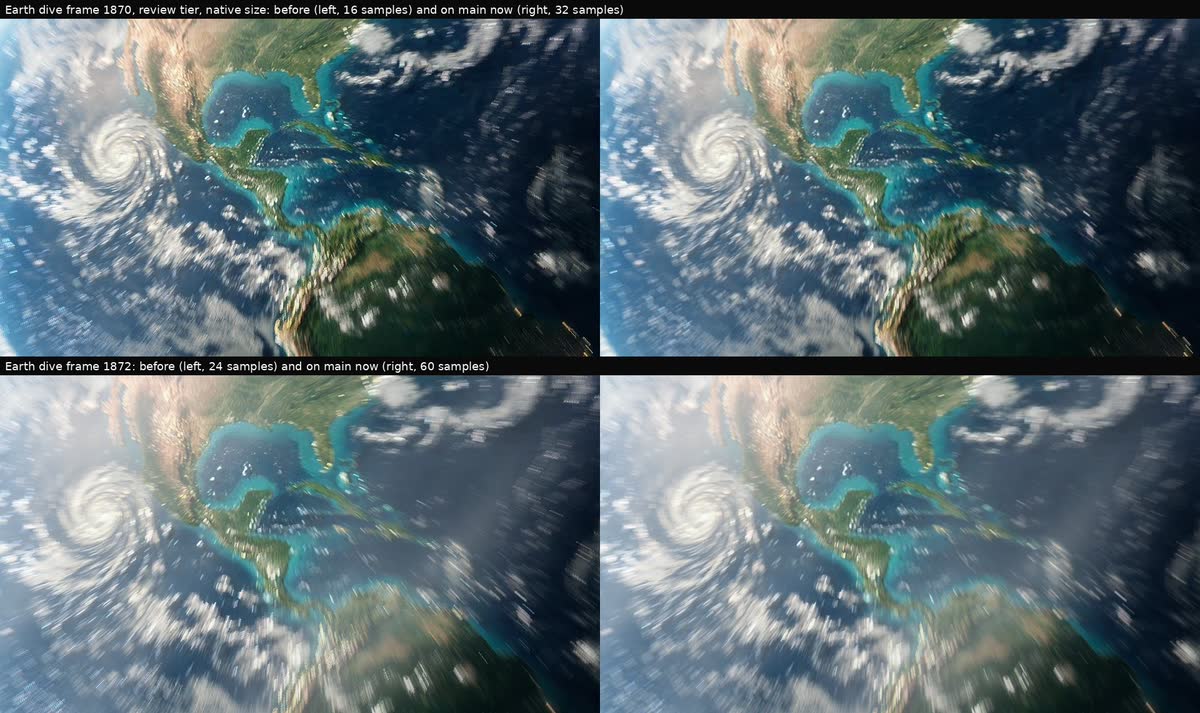 Earth dive frame 1870, review tier, native size: before (left, 16 samples) and on main now (right, 32 samples)
Earth dive frame 1872: before (left, 24 samples) and on main now (right, 60 samples)